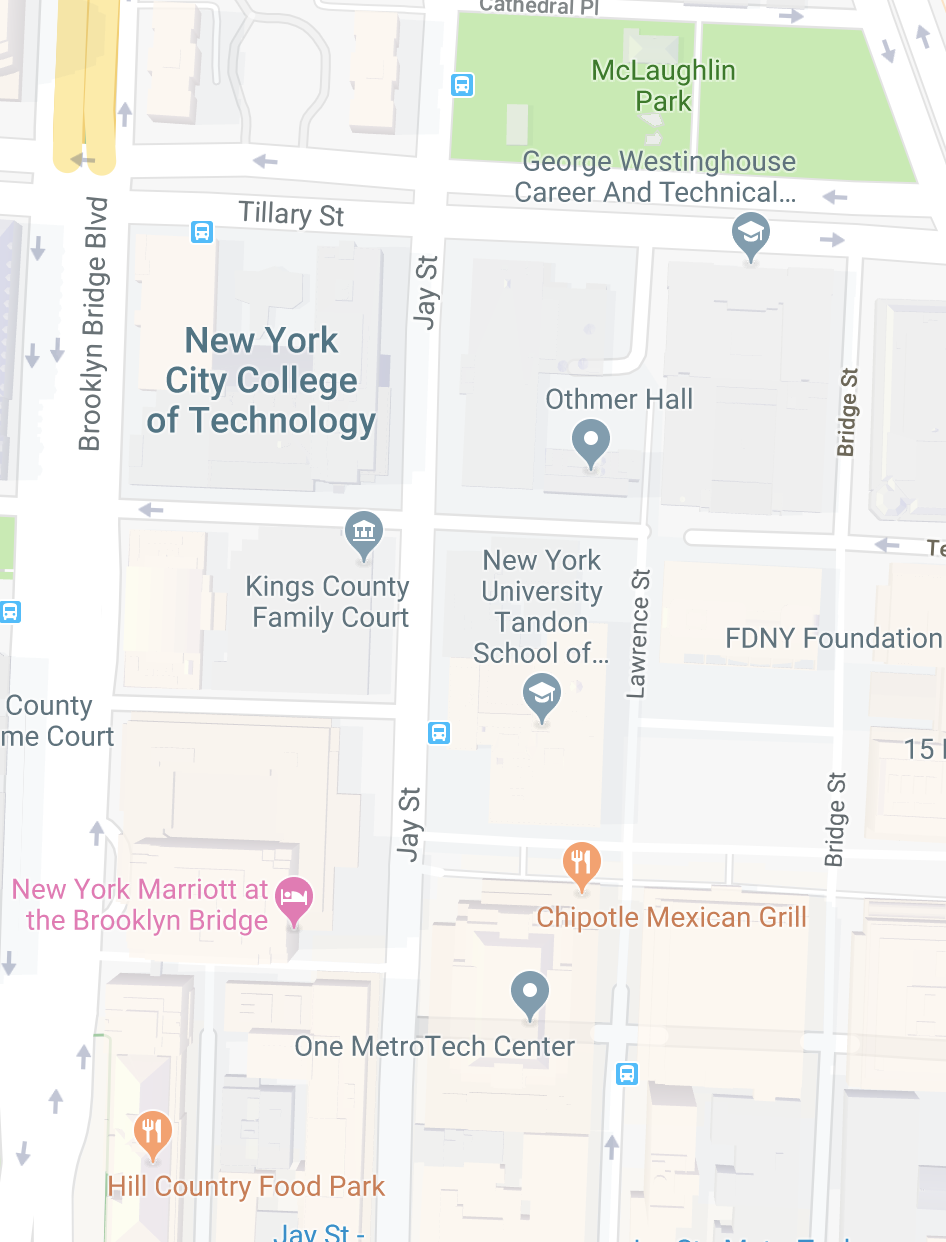 Cathedral Pl
McLaughlin
Park
George Westinghouse
Career And Technical...
Tillary St
Brooklyn Bridge Blvd
Jay St
New York
City College
of Technology
Othmer Hall
Bridge St
Te
Kings County
Family Court
New York
University
Tandon
School of...
Lawrence St
FDNY Foundation
County
me Court
15
Jay St
Bridge St
New York Marriott at
the Brooklyn Bridge
Chipotle Mexican Grill
One MetroTech Center
Hill Country Food Park
Jay St -